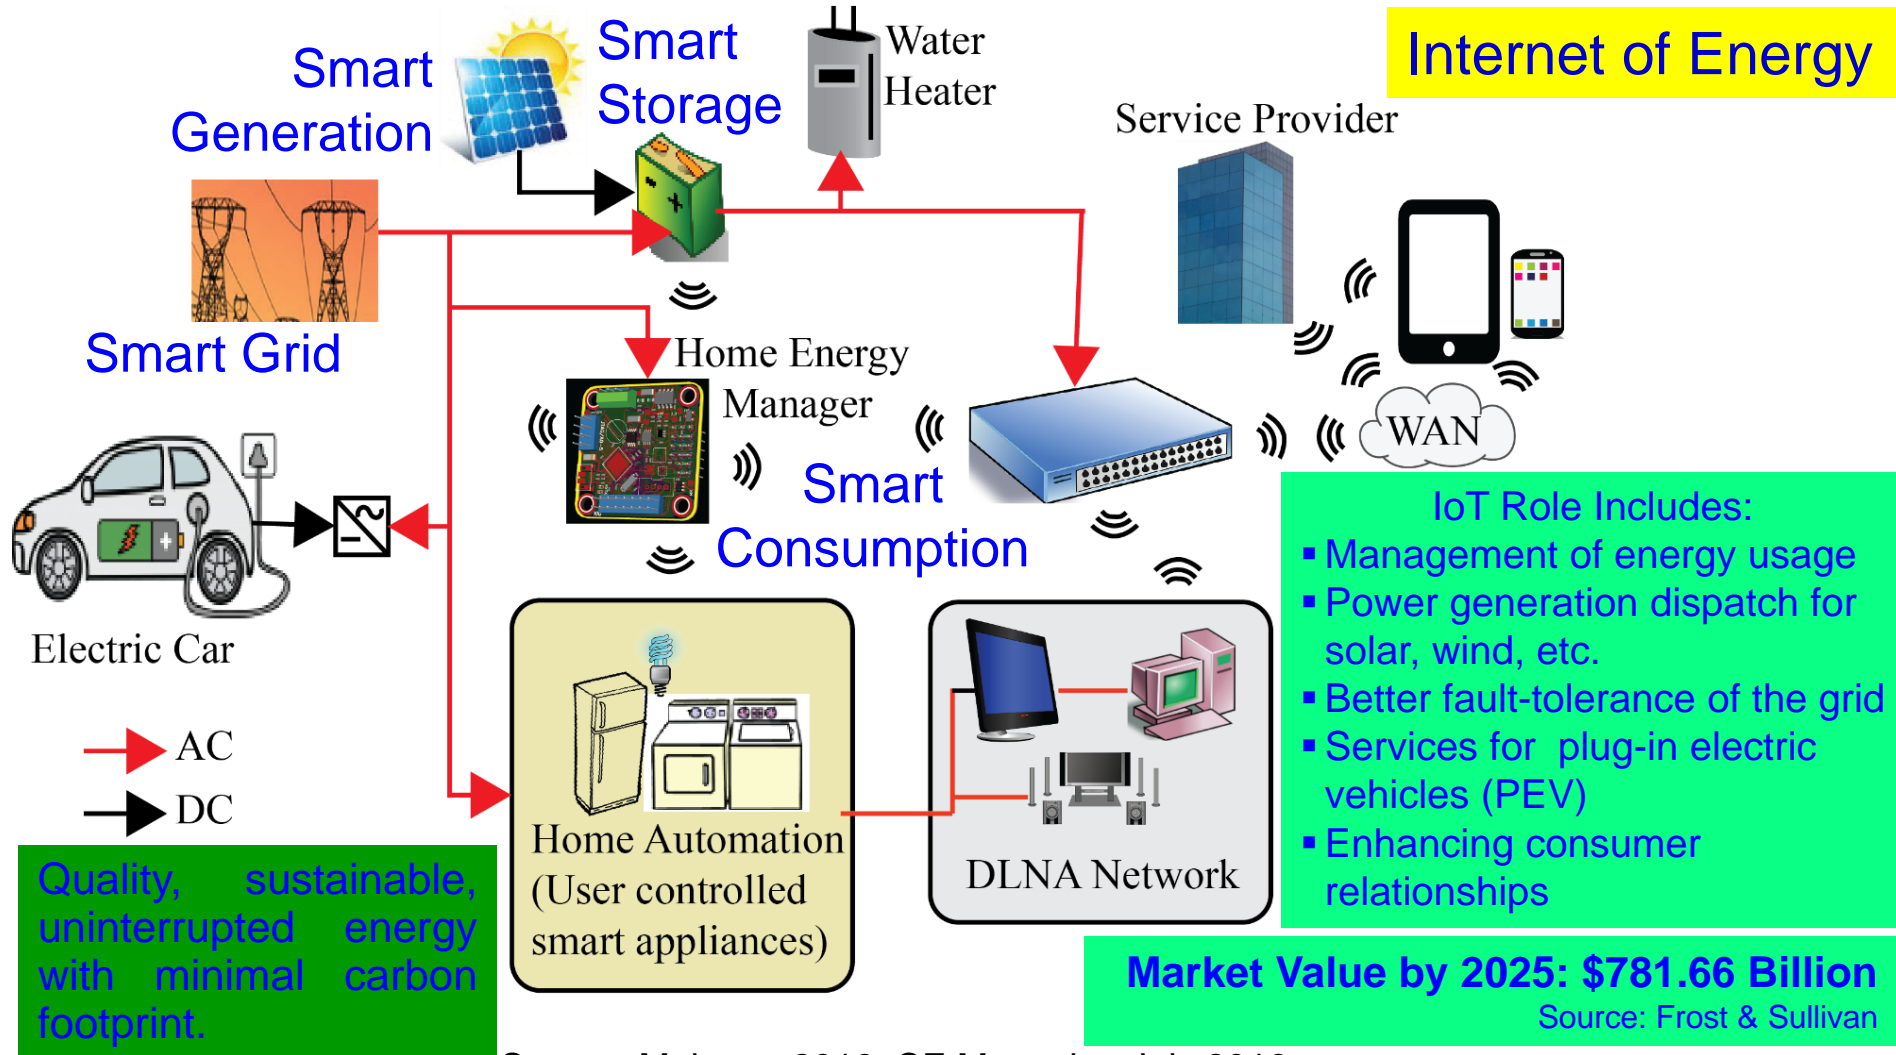 Internet of Energy
Smart
Generation
Smart
Storage
Water
Heater
Service Provider
Smart Grid
Home Energy
Manager
WAN
Smart
Consumption
Electric Car
AC
DC
Home Automation
(User controlled
smart appliances)
DLNA Network
IoT Role Includes:
▪ Management of energy usage
▪ Power generation dispatch for
solar, wind, etc.
▪ Better fault-tolerance of the grid
▪ Services for plug-in electric
vehicles (PEV)
▪ Enhancing consumer
relationships
Quality, sustainable,
uninterrupted energy
with minimal carbon
footprint.
Market Value by 2025: $781.66 Billion
Source: Frost & Sullivan